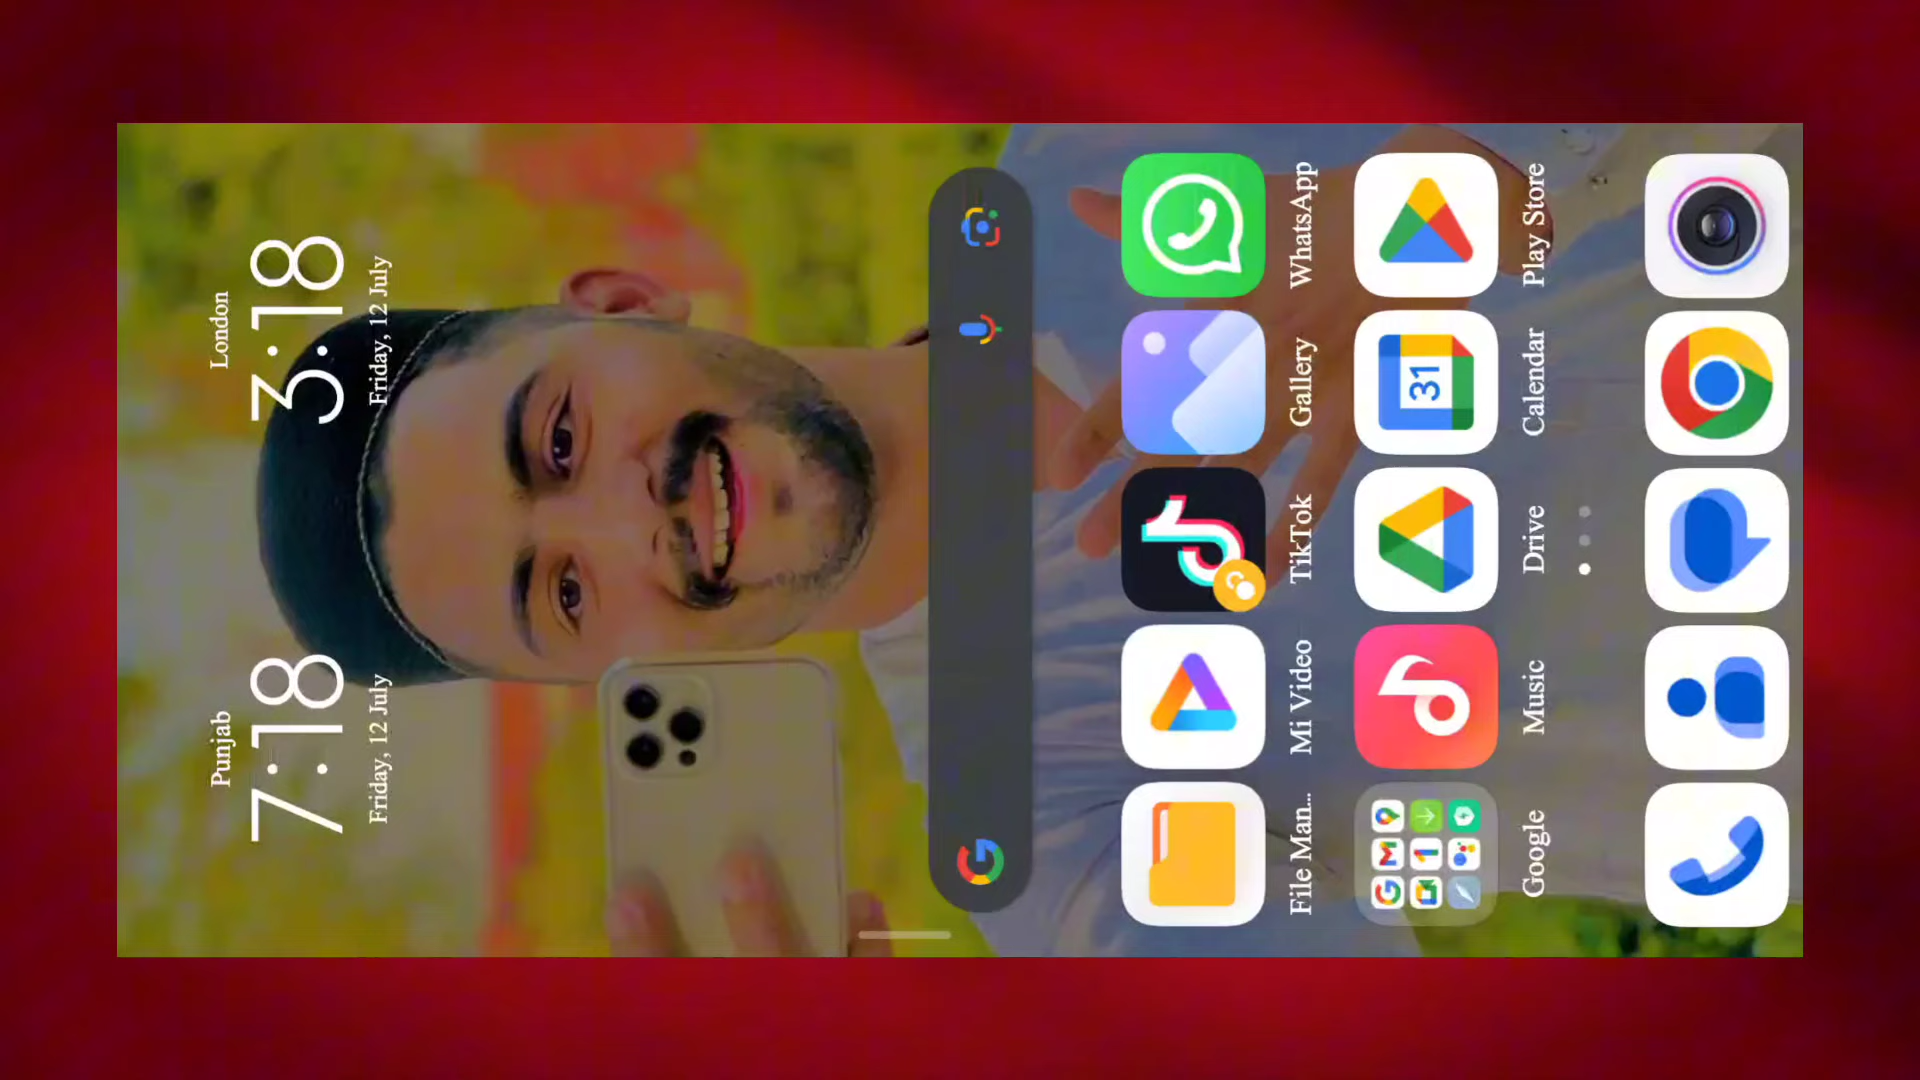 Punjab
7:18
Friday, 12 July
London
3:18
Friday, 12 July
File Man...
Mi Video
TikTok
Gallery
WhatsApp
Google
Music
Drive
31
Calendar
Play Store